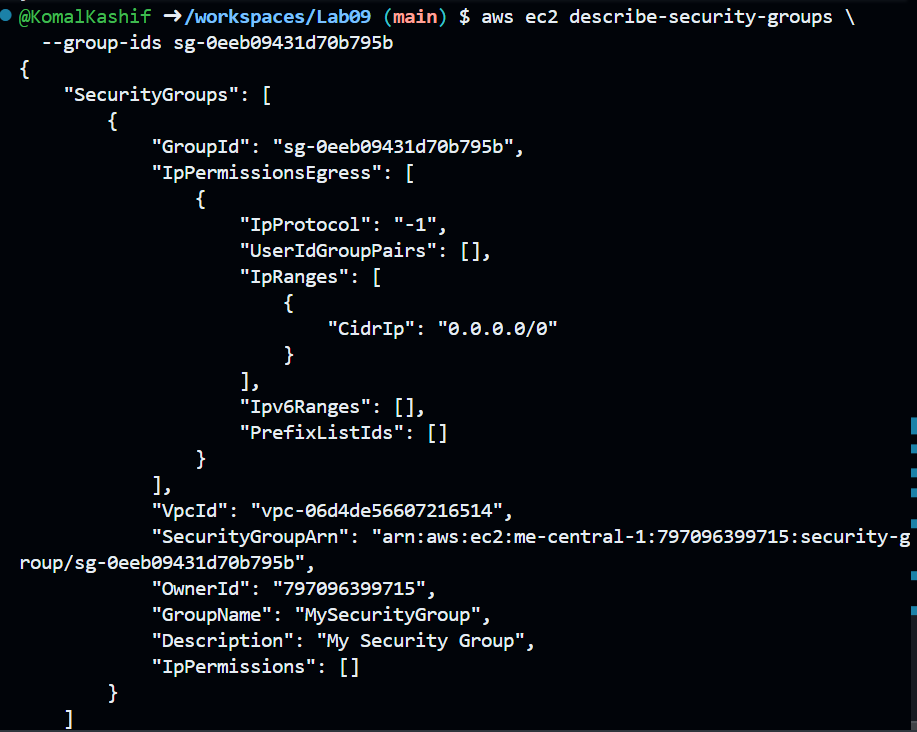 @KomalKashif ➜/workspaces/Lab09 (main) $ aws ec2 describe-security-groups \
  --group-ids sg-0eeb09431d70b795b
{
    "SecurityGroups": [
        {
            "GroupId": "sg-0eeb09431d70b795b",
            "IpPermissionsEgress": [
                {
                    "IpProtocol": "-1",
                    "UserIdGroupPairs": [],
                    "IpRanges": [
                        {
                            "CidrIp": "0.0.0.0/0"
                        }
                    ],
                    "Ipv6Ranges": [],
                    "PrefixListIds": []
                }
            ],
            "VpcId": "vpc-06d4de56607216514",
            "SecurityGroupArn": "arn:aws:ec2:me-central-1:797096399715:security-g
roup/sg-0eeb09431d70b795b",
            "OwnerId": "797096399715",
            "GroupName": "MySecurityGroup",
            "Description": "My Security Group",
            "IpPermissions": []
        }
    ]